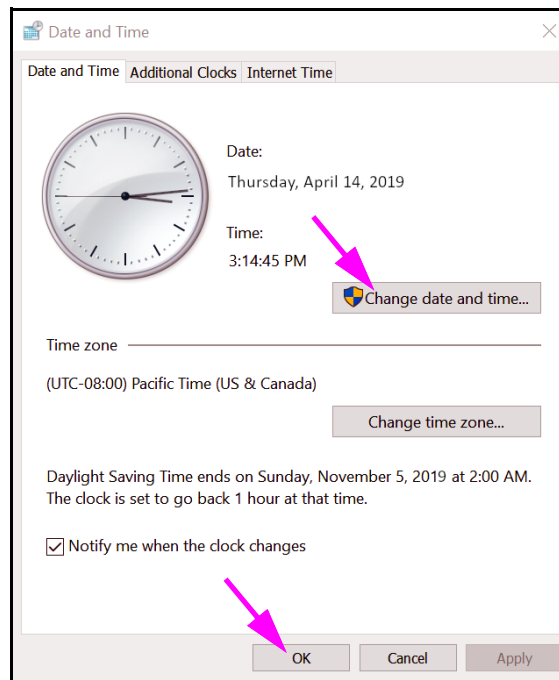 Date and Time
Date and Time Additional Clocks Internet Time
Date:
Thursday, April 14, 2019
Time:
3:14:45 PM
Change date and time...
Time zone
(UTC-08:00) Pacific Time (US & Canada)
Change time zone...
Daylight Saving Time ends on Sunday, November 5, 2019 at 2:00 AM.
The clock is set to go back 1 hour at that time.
Notify me when the clock changes
OK Cancel Apply